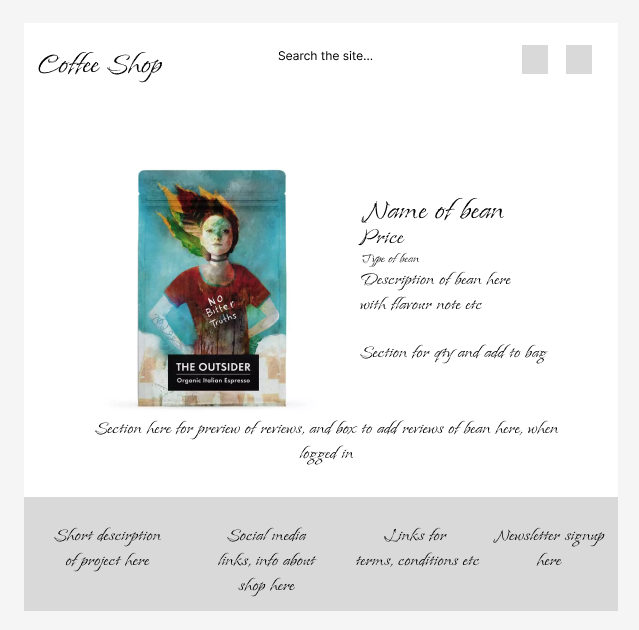 Coffee Shop
Search the site...
Name of bean
Price
Type of bean
Description of bean here
with flavour note etc
Section for qty and add to bag
NO
Bitter
Truths
THE OUTSIDER
Organic Italian Espresso
Section here for preview of reviews, and box to add reviews of bean here, when
logged in
Short descirption
of project here
Social media
links, info about
shop here
Links for
terms, conditions etc
Newsletter signup
here